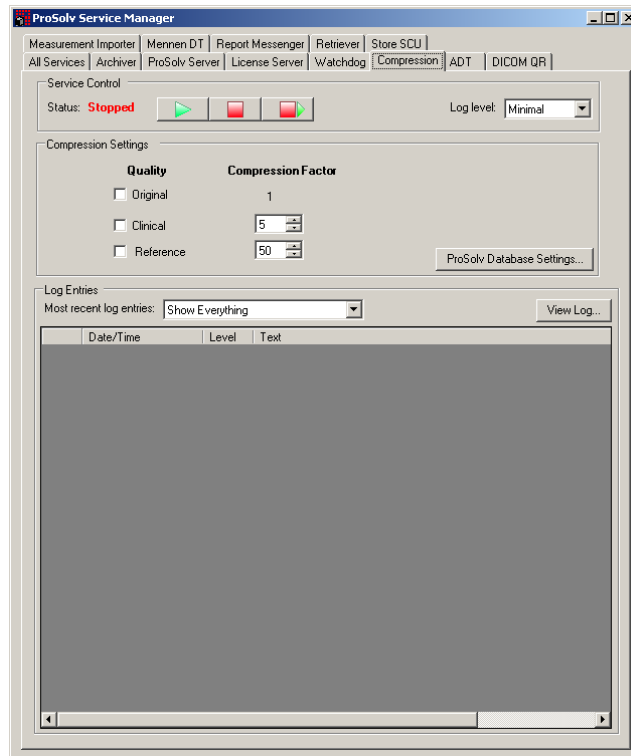 ProSolv Service Manager
Measurement Importer Mennen DT Report Messenger Retriever Store SCU
All Services Archiver ProSolv Server License Server Watchdog Compression ADT DICOM QR
Service Control
Status: Stopped Log level: Minimal
Compression Settings
Quality Compression Factor
Original 1
Clinical 5
Reference 50
ProSolv Database Settings...
Log Entries
Most recent log entries: Show Everything View Log...
Date/Time Level Text